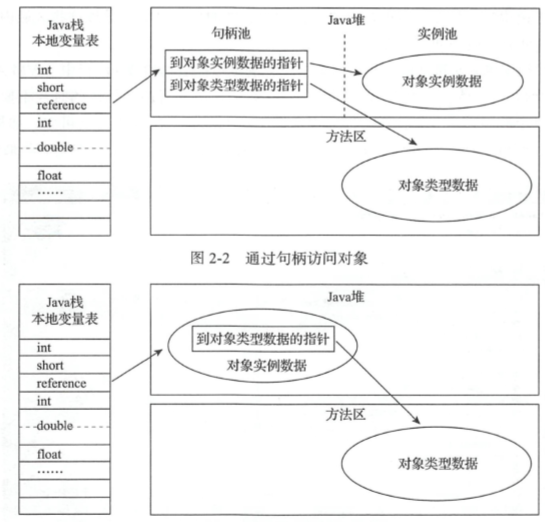 Java栈
本地变量表
int
short
reference
int
double
float
……
Java堆
句柄池
实例池
到对象实例数据的指针
到对象类型数据的指针
对象实例数据
方法区
对象类型数据
图 2-2 通过句柄访问对象
Java栈
本地变量表
int
short
reference
int
double
float
……
Java堆
到对象类型数据的指针
对象实例数据
方法区
对象类型数据